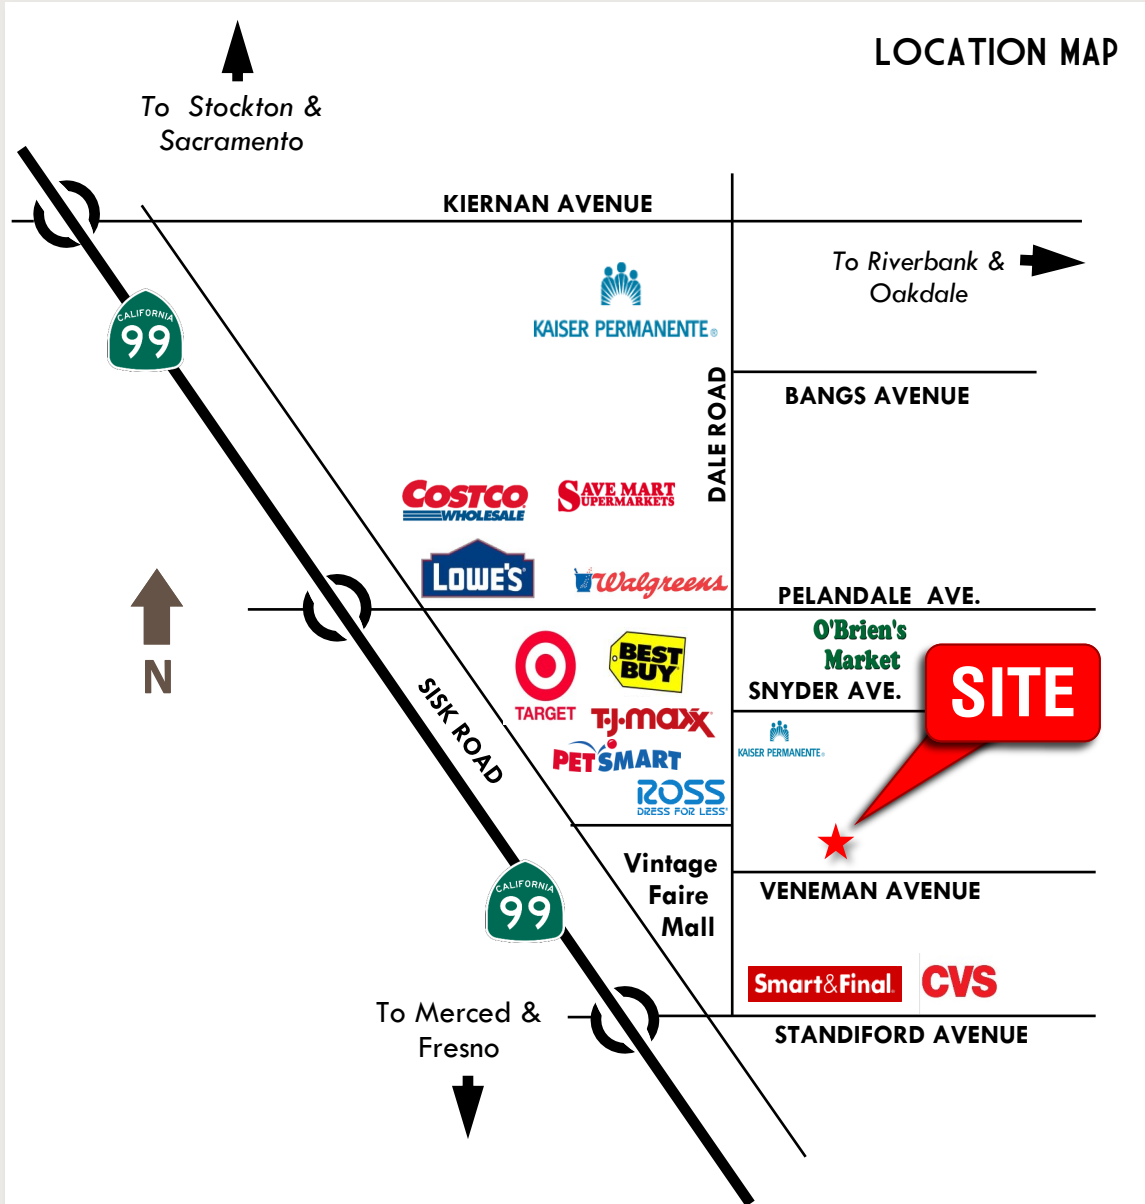 LOCATION MAP
To Stockton &
Sacramento
KIERNAN AVENUE
To Riverbank &
Oakdale
CALIFORNIA
99
KAISER PERMANENTE®
BANGS AVENUE
DALE ROAD
COSTCO
WHOLESALE
SAVE MART
SUPERMARKETS
LOWE'S
Walgreens
PELANDALE AVE.
N
SISK ROAD
TARGET
BEST
BUY
T·J·maxx
PETSMART
ROSS
DRESS FOR LESS®
O'Brien's
Market
SNYDER AVE.
SITE
KAISER PERMANENTE®
Vintage
Faire
Mall
VENEMAN AVENUE
CALIFORNIA
99
Smart&Final.
CVS
STANDIFORD AVENUE
To Merced &
Fresno